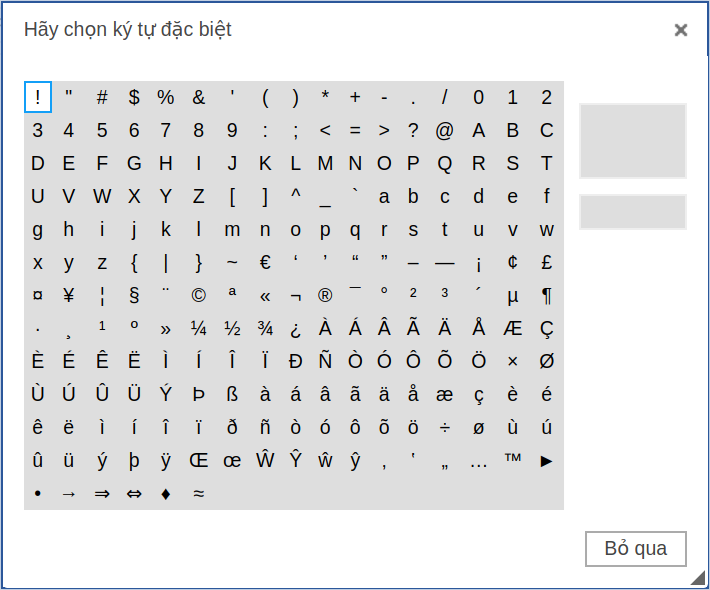 Hãy chọn ký tự đặc biệt
! " # $ % & ' ( ) * + - . / 0 1 2
3 4 5 6 7 8 9 : ; < = > ? @ A B C
D E F G H I J K L M N O P Q R S T
U V W X Y Z [ ] ^ _ ` a b c d e f
g h i j k l m n o p q r s t u v w
x y z { | } ~ € ‘ ’ “ ” – — ¡ ¢ £
¤ ¥ ¦ § ¨ © ª « ¬ ® ¯ ° ² ³ ´ µ ¶
· ¸ ¹ º » ¼ ½ ¾ ¿ À Á Â Ã Ä Å Æ Ç
È É Ê Ë Ì Í Î Ï Ð Ñ Ò Ó Ô Õ Ö × Ø
Ù Ú Û Ü Ý Þ ß à á â ã ä å æ ç è é
ê ë ì í î ï ð ñ ò ó ô õ ö ÷ ø ù ú
û ü ý þ ÿ Œ œ Ŵ Ŷ ŵ ŷ ‚ ‛ „ … ™ ►
• → ⇒ ⇔ ♦ ≈
Bỏ qua